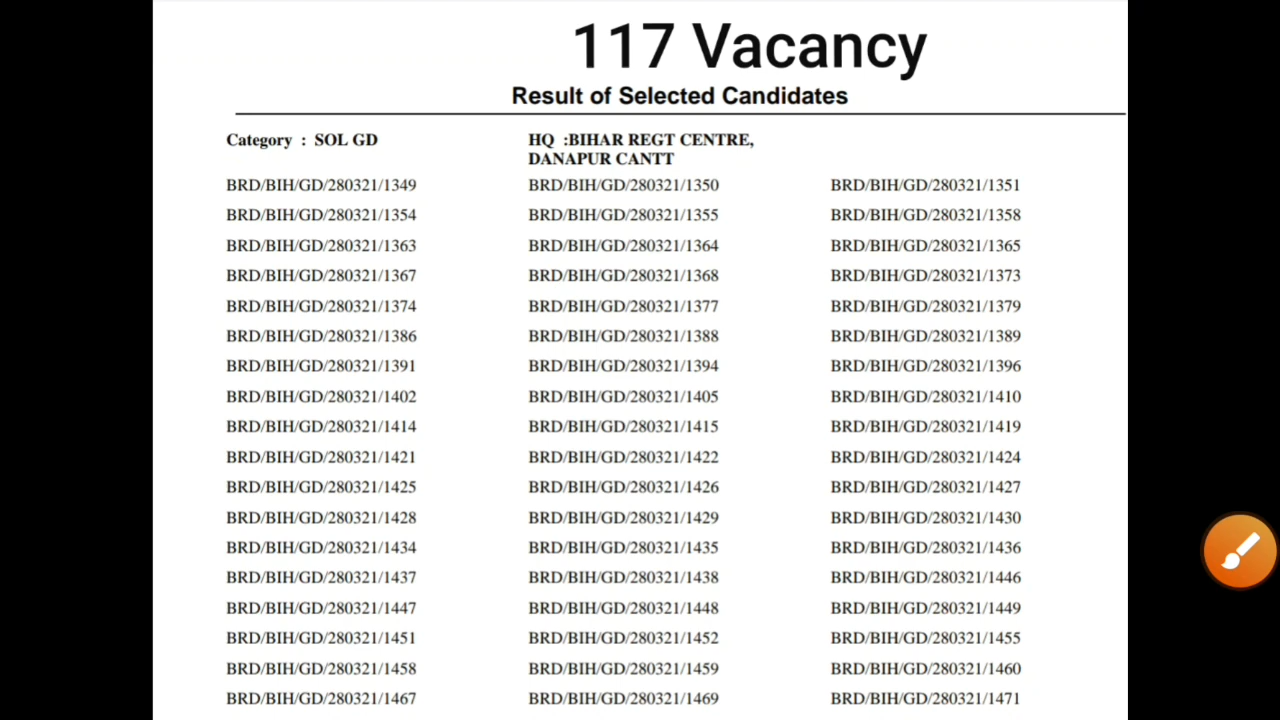 117 Vacancy
Result of Selected Candidates
Category : SOL GD HQ :BIHAR REGT CENTRE,
DANAPUR CANTT
BRD/BIH/GD/280321/1349 BRD/BIH/GD/280321/1350 BRD/BIH/GD/280321/1351
BRD/BIH/GD/280321/1354 BRD/BIH/GD/280321/1355 BRD/BIH/GD/280321/1358
BRD/BIH/GD/280321/1363 BRD/BIH/GD/280321/1364 BRD/BIH/GD/280321/1365
BRD/BIH/GD/280321/1367 BRD/BIH/GD/280321/1368 BRD/BIH/GD/280321/1373
BRD/BIH/GD/280321/1374 BRD/BIH/GD/280321/1377 BRD/BIH/GD/280321/1379
BRD/BIH/GD/280321/1386 BRD/BIH/GD/280321/1388 BRD/BIH/GD/280321/1389
BRD/BIH/GD/280321/1391 BRD/BIH/GD/280321/1394 BRD/BIH/GD/280321/1396
BRD/BIH/GD/280321/1402 BRD/BIH/GD/280321/1405 BRD/BIH/GD/280321/1410
BRD/BIH/GD/280321/1414 BRD/BIH/GD/280321/1415 BRD/BIH/GD/280321/1419
BRD/BIH/GD/280321/1421 BRD/BIH/GD/280321/1422 BRD/BIH/GD/280321/1424
BRD/BIH/GD/280321/1425 BRD/BIH/GD/280321/1426 BRD/BIH/GD/280321/1427
BRD/BIH/GD/280321/1428 BRD/BIH/GD/280321/1429 BRD/BIH/GD/280321/1430
BRD/BIH/GD/280321/1434 BRD/BIH/GD/280321/1435 BRD/BIH/GD/280321/1436
BRD/BIH/GD/280321/1437 BRD/BIH/GD/280321/1438 BRD/BIH/GD/280321/1446
BRD/BIH/GD/280321/1447 BRD/BIH/GD/280321/1448 BRD/BIH/GD/280321/1449
BRD/BIH/GD/280321/1451 BRD/BIH/GD/280321/1452 BRD/BIH/GD/280321/1455
BRD/BIH/GD/280321/1458 BRD/BIH/GD/280321/1459 BRD/BIH/GD/280321/1460
BRD/BIH/GD/280321/1467 BRD/BIH/GD/280321/1469 BRD/BIH/GD/280321/1471